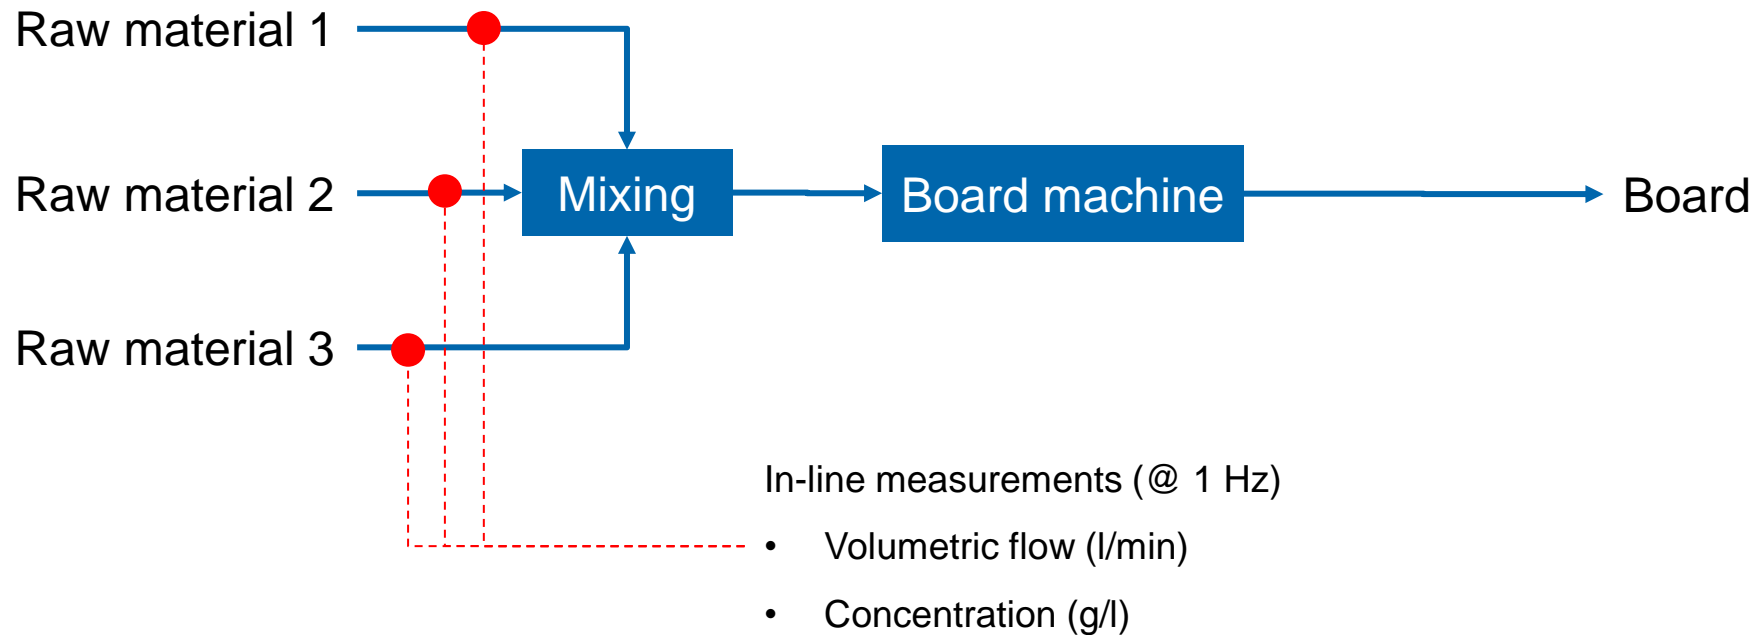 Raw material 1
Raw material 2
Mixing
Board machine
Board
Raw material 3
In-line measurements (@ 1 Hz)
• Volumetric flow (l/min)
• Concentration (g/l)